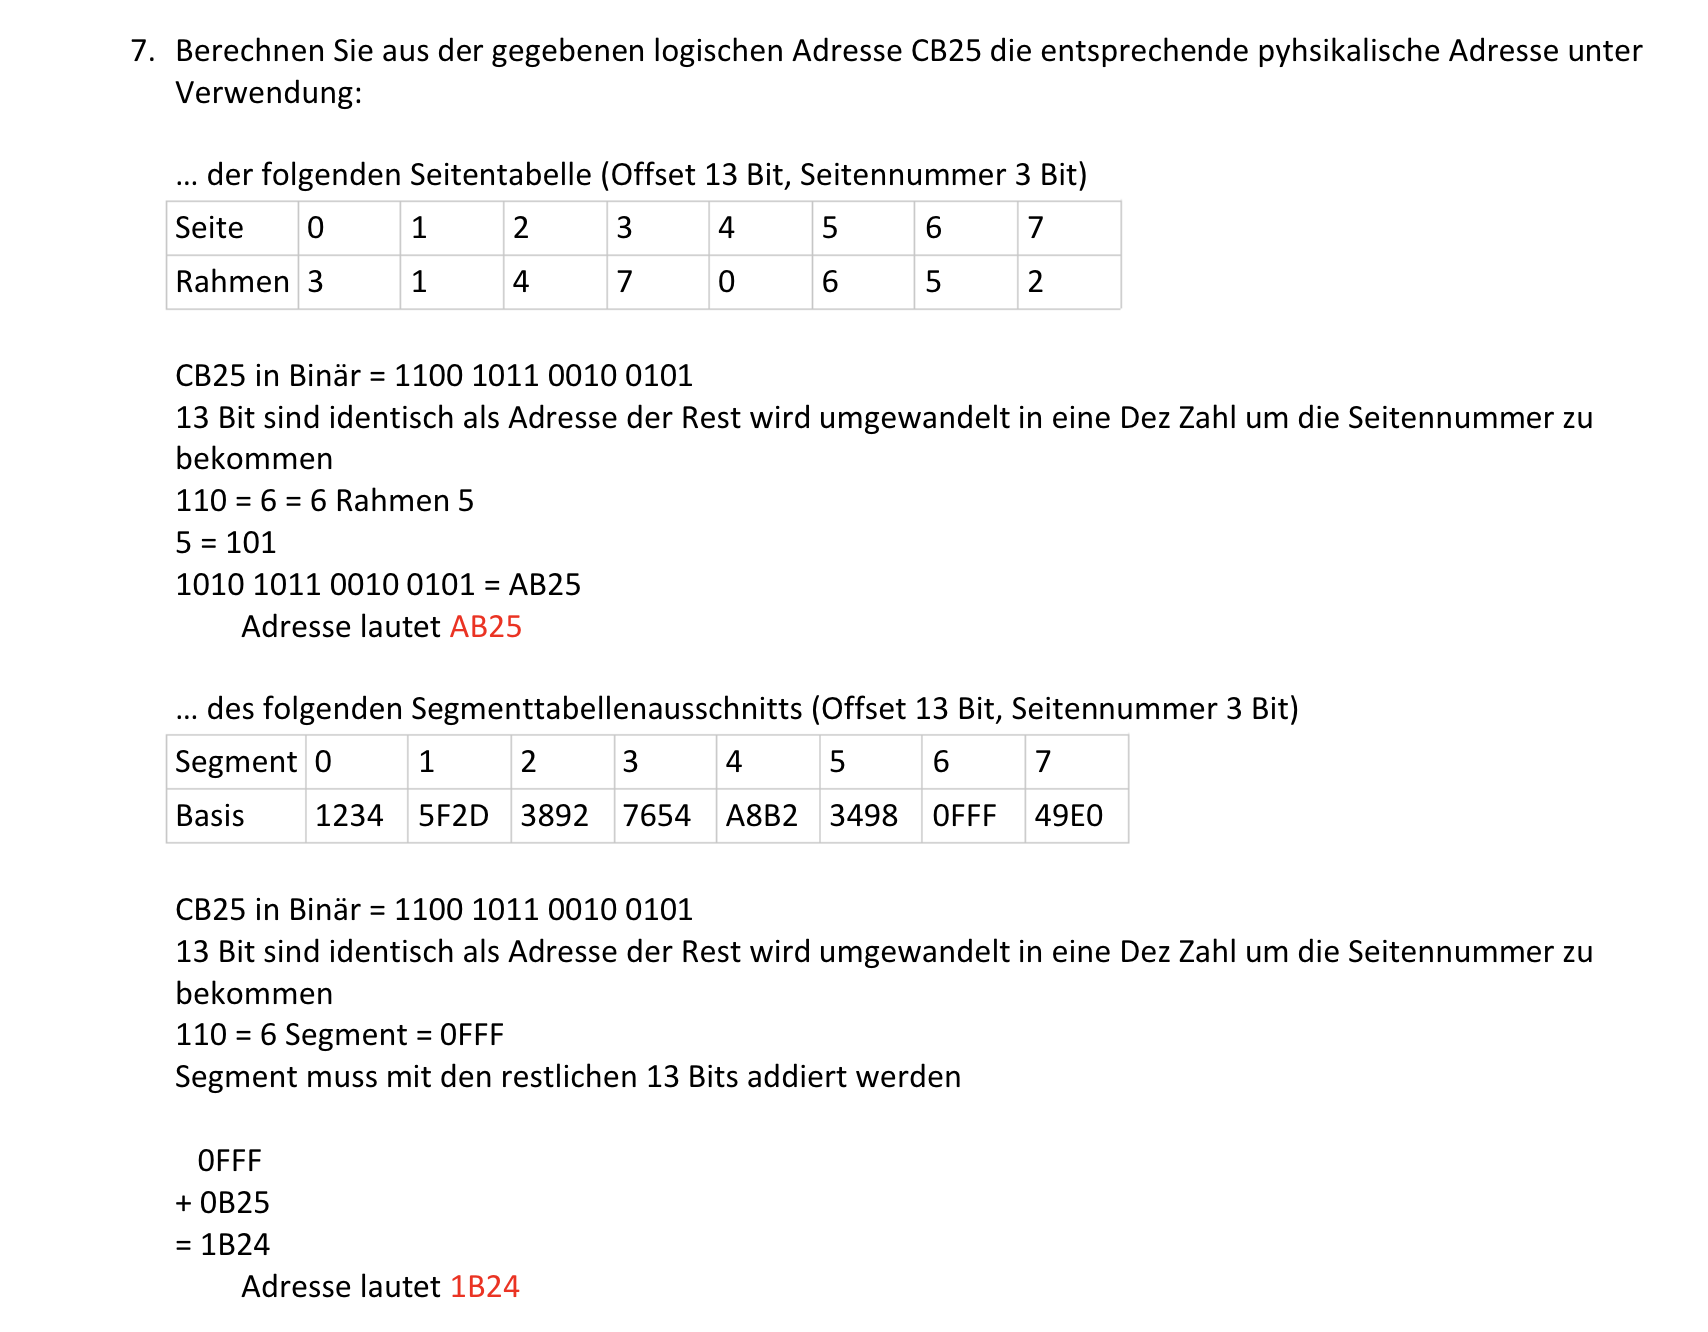 7. Berechnen Sie aus der gegebenen logischen Adresse CB25 die entsprechende pyhsikalische Adresse unter
Verwendung:
... der folgenden Seitentabelle (Offset 13 Bit, Seitennummer 3 Bit)
Seite 0 1 2 3 4 5 6 7
Rahmen 3 1 4 7 0 6 5 2
CB25 in Binär = 1100 1011 0010 0101
13 Bit sind identisch als Adresse der Rest wird umgewandelt in eine Dez Zahl um die Seitennummer zu
bekommen
110 = 6 = 6 Rahmen 5
5 = 101
1010 1011 0010 0101 = AB25
Adresse lautet AB25
... des folgenden Segmenttabellenausschnitts (Offset 13 Bit, Seitennummer 3 Bit)
Segment 0 1 2 3 4 5 6 7
Basis 1234 5F2D 3892 7654 A8B2 3498 0FFF 49E0
CB25 in Binär = 1100 1011 0010 0101
13 Bit sind identisch als Adresse der Rest wird umgewandelt in eine Dez Zahl um die Seitennummer zu
bekommen
110 = 6 Segment = 0FFF
Segment muss mit den restlichen 13 Bits addiert werden
0FFF
+ 0B25
= 1B24
Adresse lautet 1B24